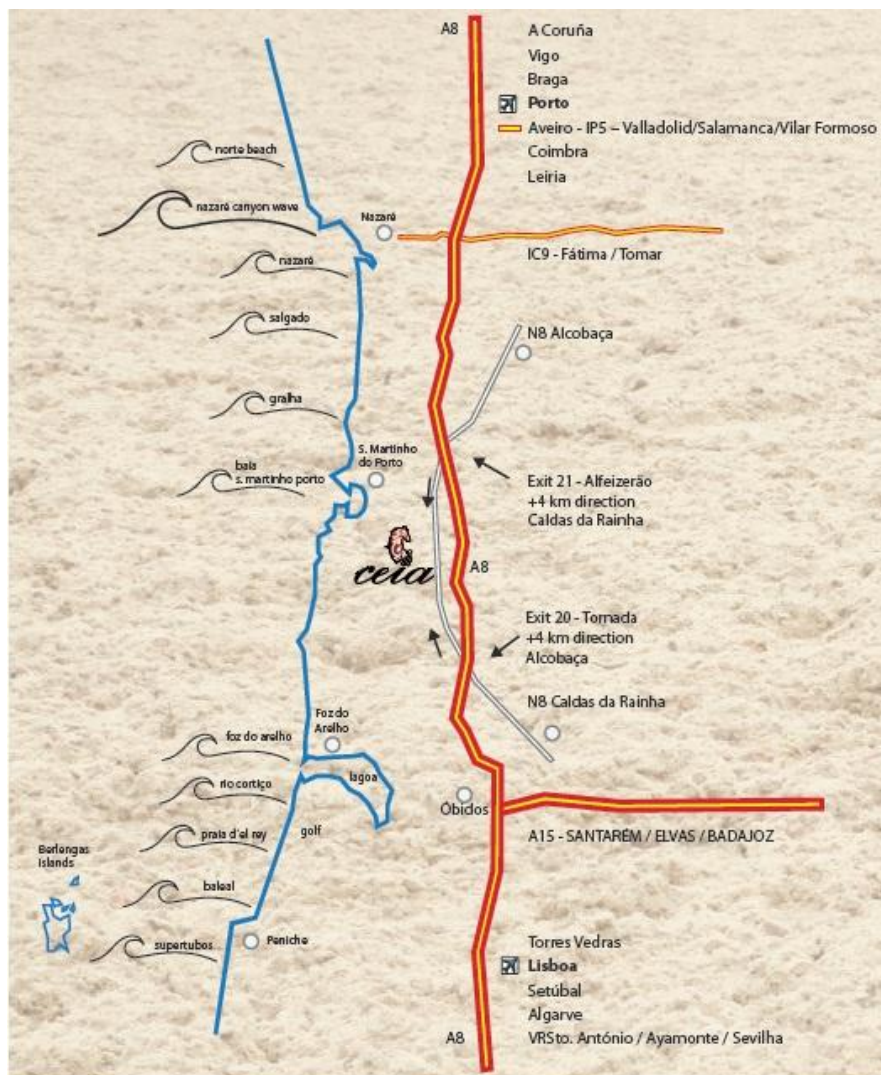 A8
A Coruña
Vigo
Braga
Porto
Aveiro - IP5 – Valladolid/Salamanca/Vilar Formoso
Coimbra
Leíria
norte beach
nazaré canyon wave
Nazaré
nazaré
IC9 - Fátima / Tomar
salgado
N8 Alcobaça
gralha
S. Martinho
do Porto
baia
s. martinho porto
Exit 21 - Alfeizerão
+4 km direction
Caldas da Rainha
ceia
A8
Exit 20 - Tornada
+4 km direction
Alcobaça
N8 Caldas da Rainha
Foz do
Arelho
foz do arelho
lagoa
rio cortiço
Óbidos
golf
praia d'el rey
A15 - SANTARÉM / ELVAS / BADAJOZ
Berlengas
Islands
baleal
Peniche
supertubos
Torres Vedras
Lisboa
Setúbal
Algarve
A8
VRSto. António / Ayamonte / Sevilha